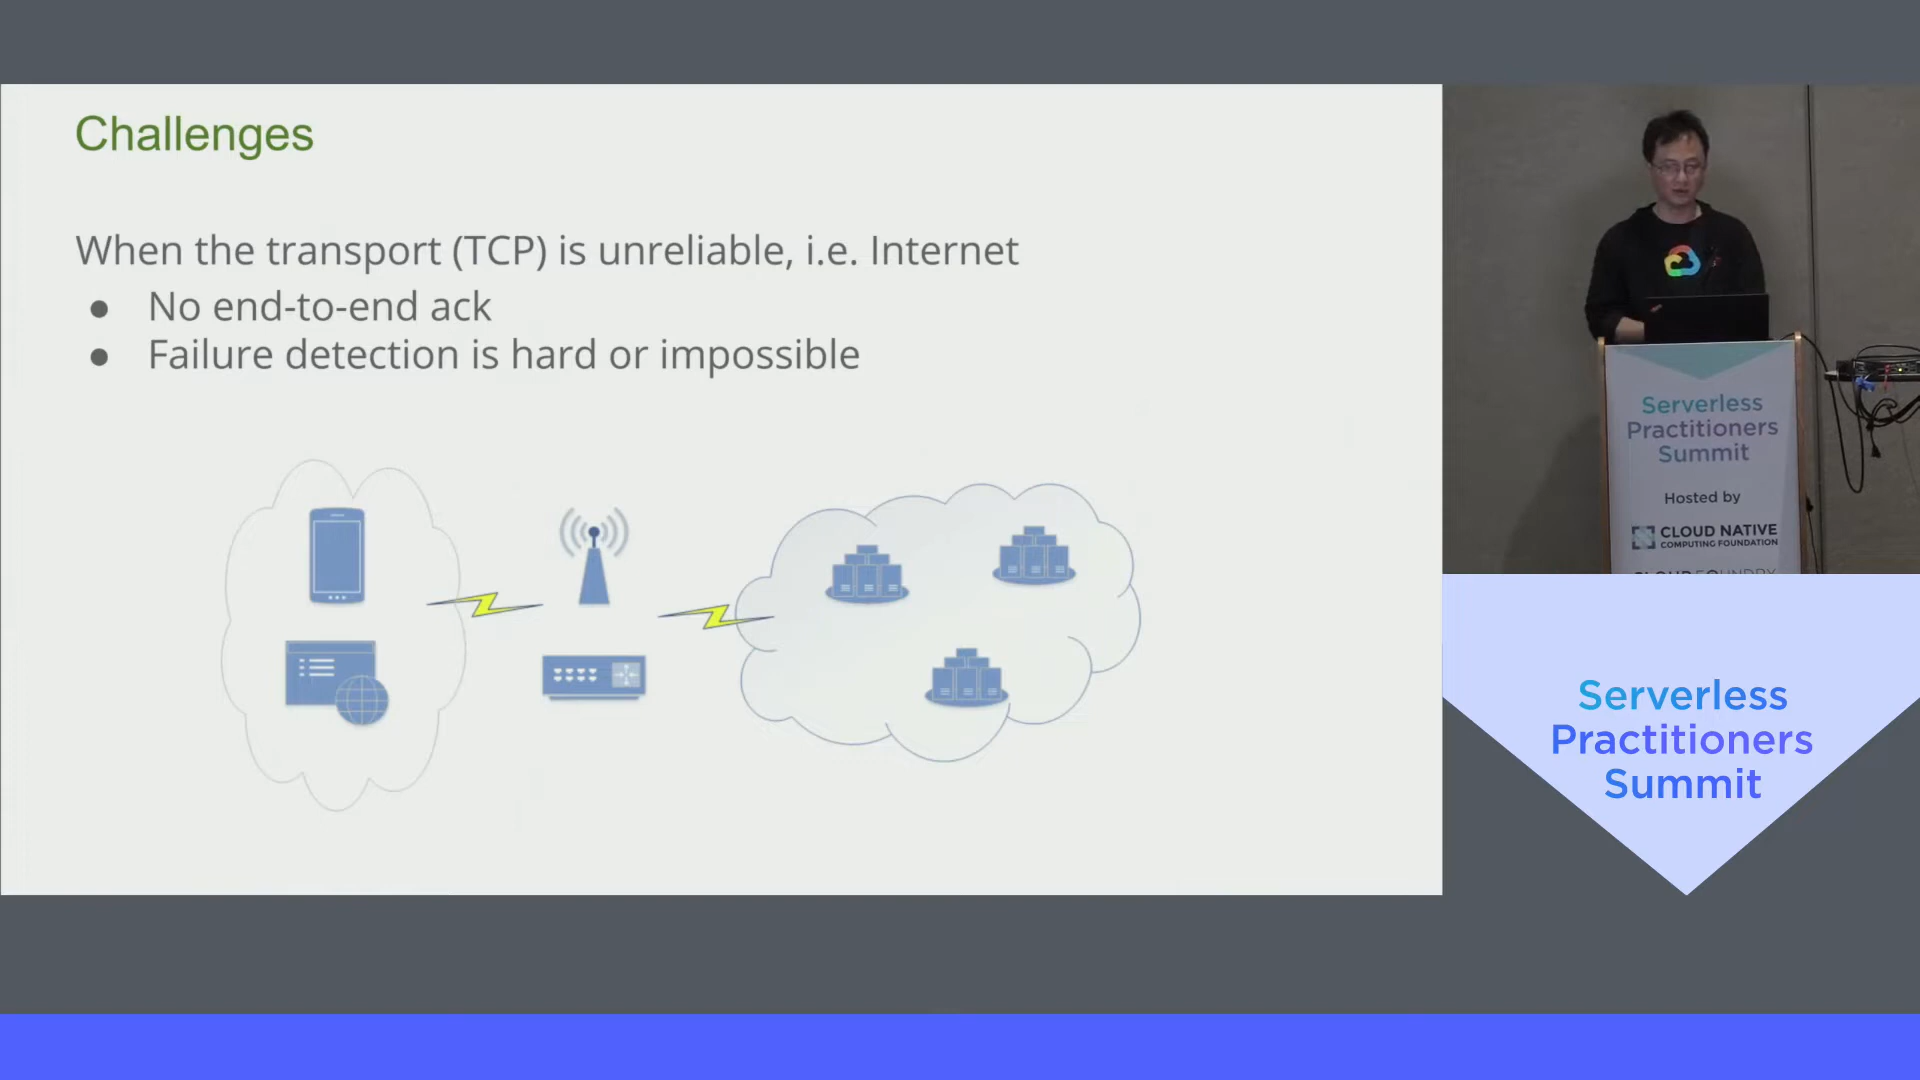 Challenges
When the transport (TCP) is unreliable, i.e. Internet
● No end-to-end ack
● Failure detection is hard or impossible
Serverless
Practitioners
Summit
Hosted by
CLOUD NATIVE
COMPUTING FOUNDATION
Serverless
Practitioners
Summit